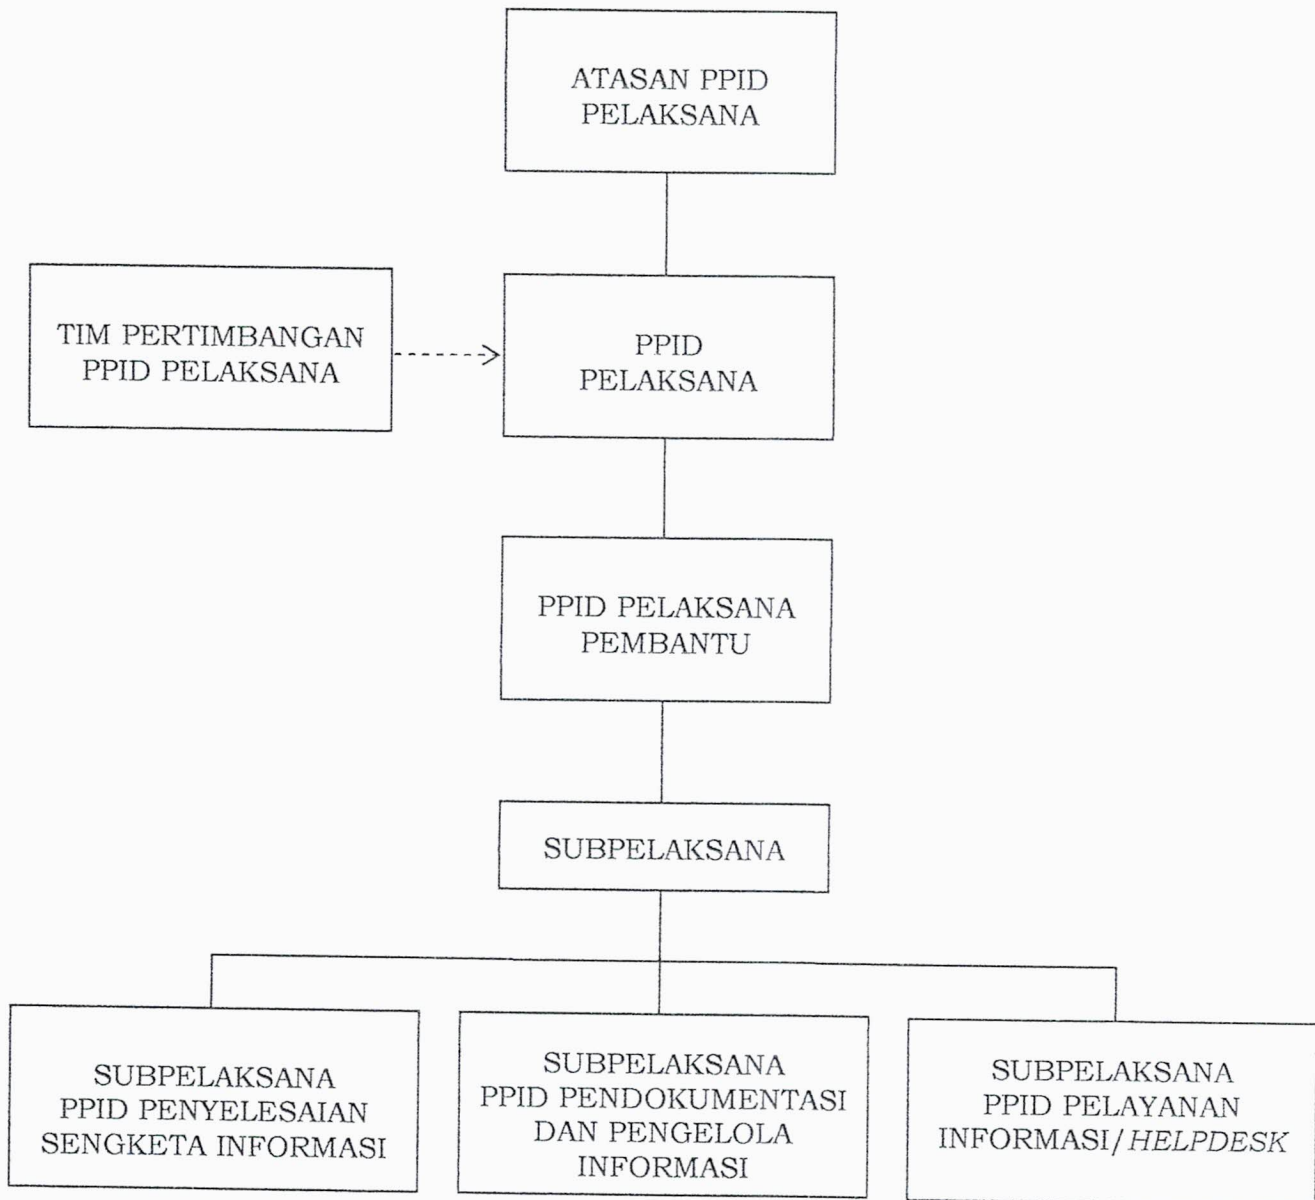 ATASAN PPID
PELAKSANA
TIM PERTIMBANGAN
PPID PELAKSANA
PPID
PELAKSANA
PPID PELAKSANA
PEMBANTU
SUBPELAKSANA
SUBPELAKSANA
PPID PENYELESAIAN
SENGKETA INFORMASI
SUBPELAKSANA
PPID PENDOKUMENTASI
DAN PENGELOLA
INFORMASI
SUBPELAKSANA
PPID PELAYANAN
INFORMASI/HELPDESK